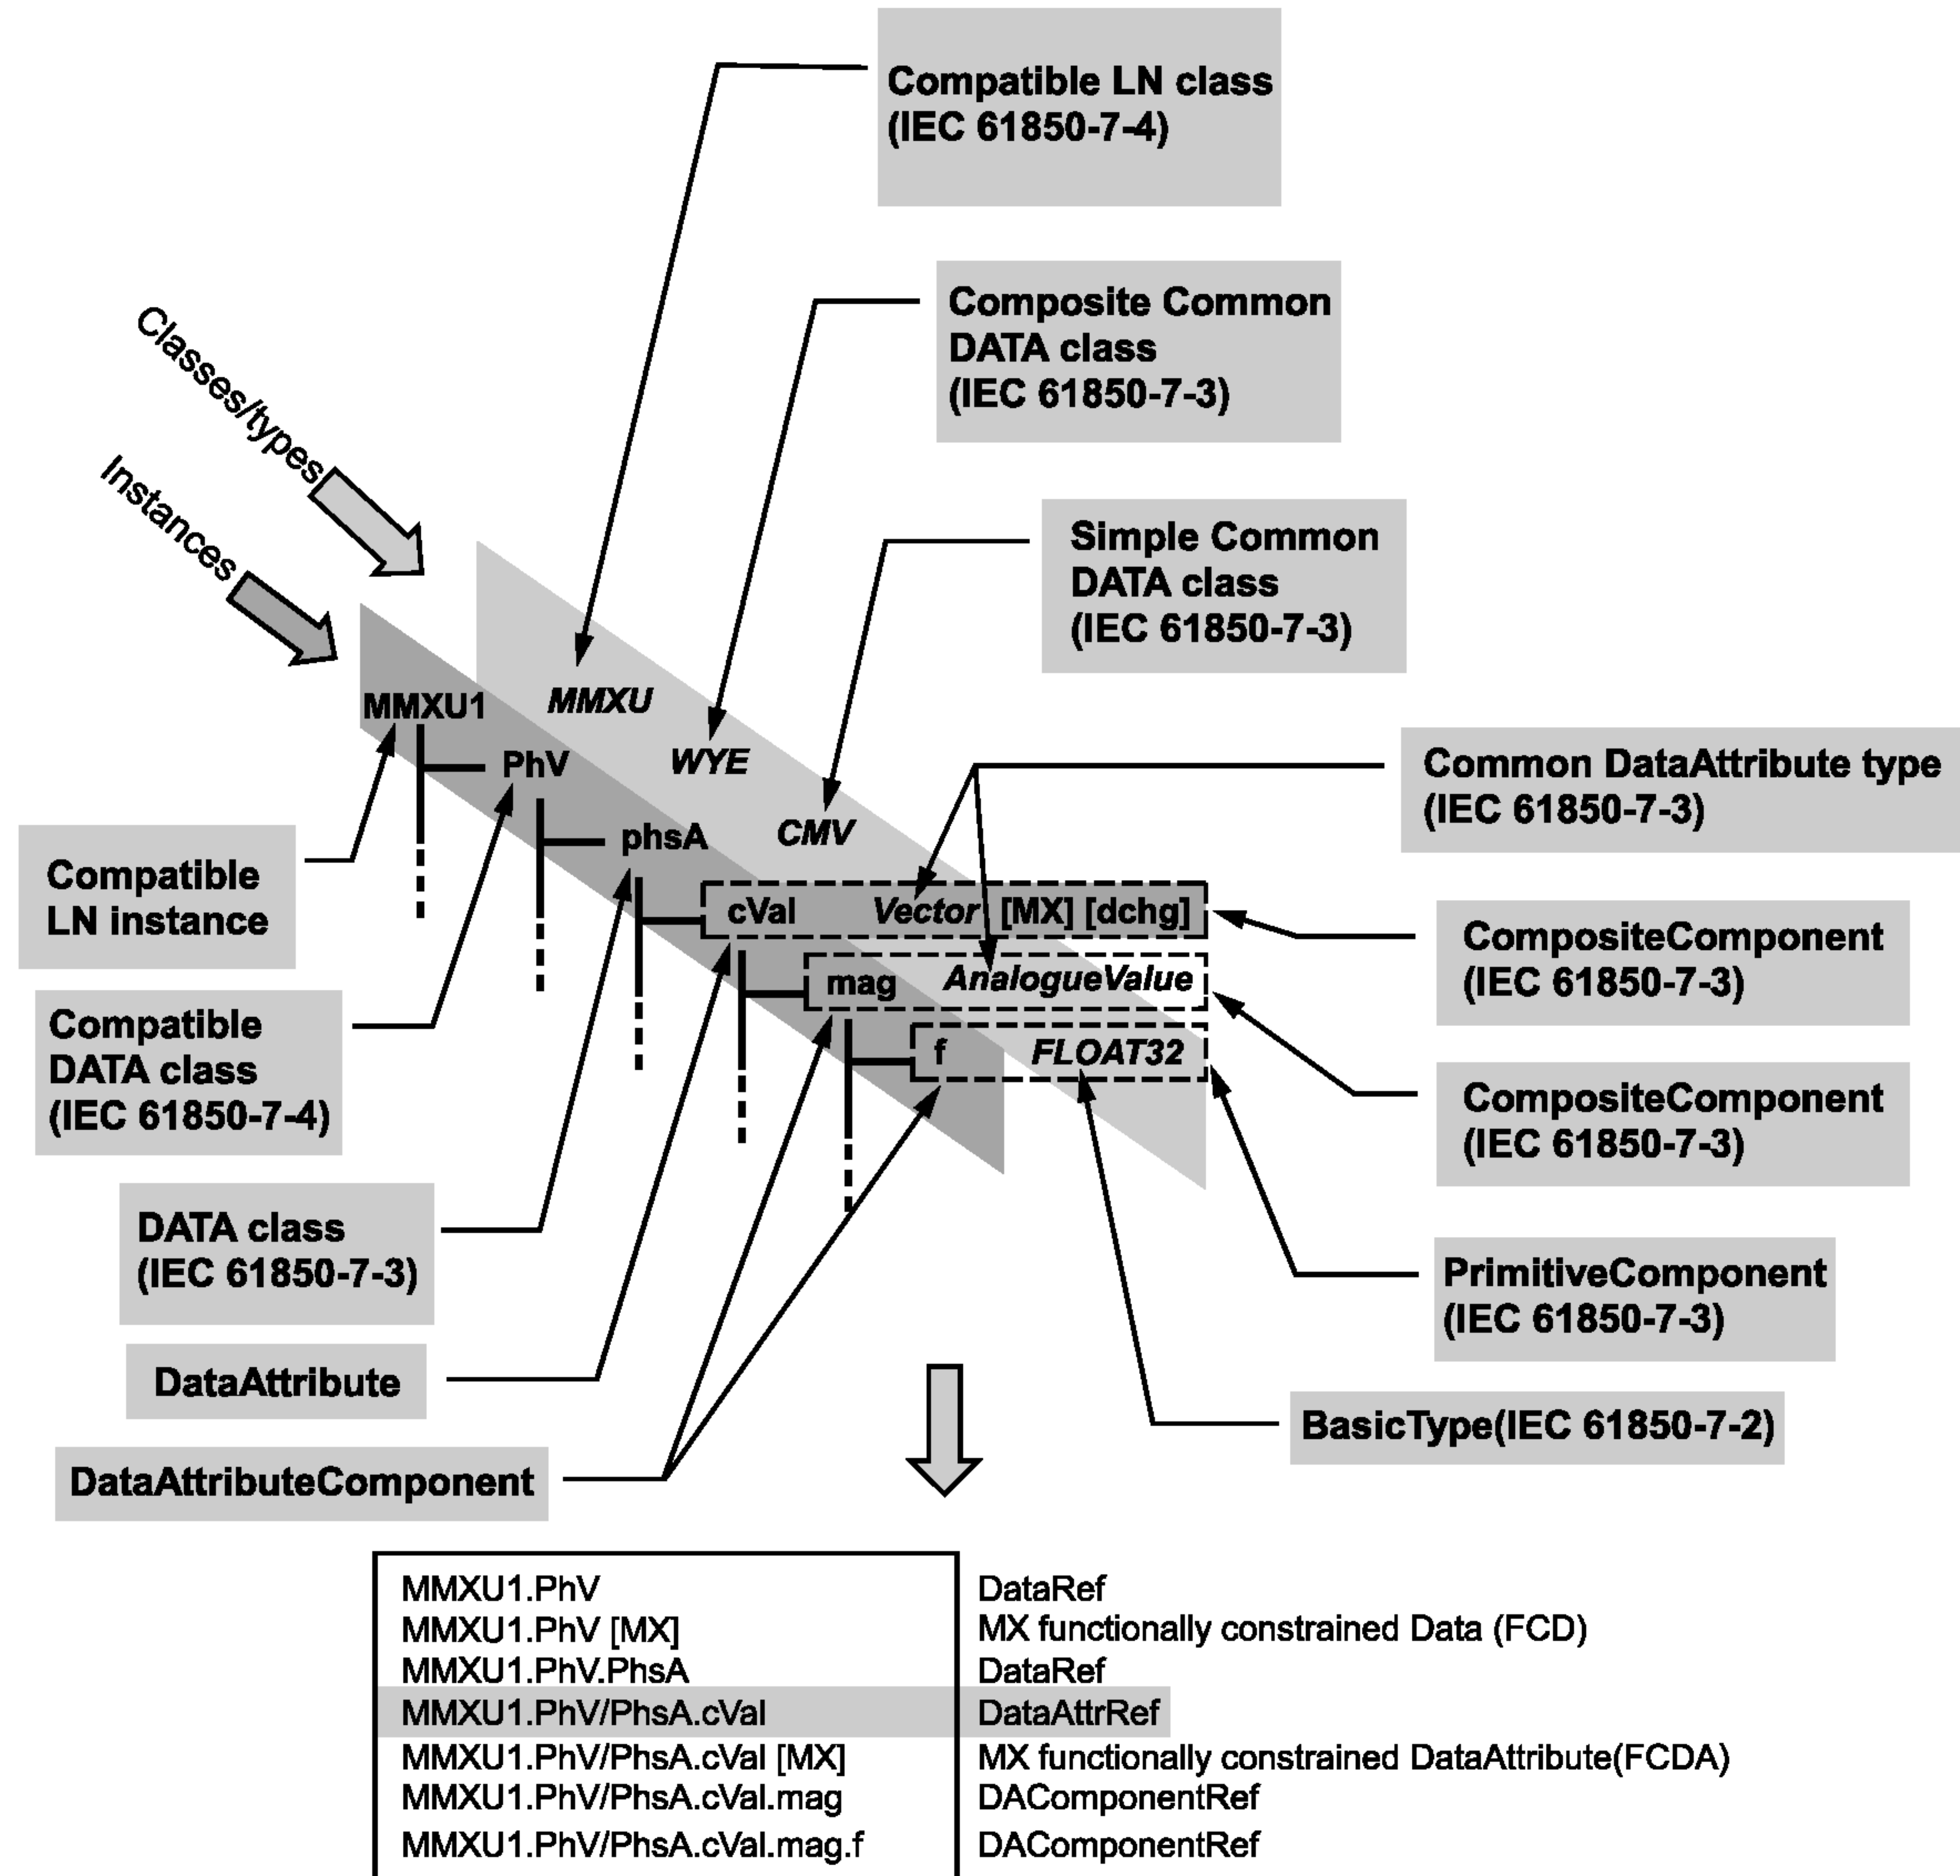 Compatible LN class
(IEC 61850-7-4)
Composite Common
DATA class
(IEC 61850-7-3)
Classes/types
Instances
Simple Common
DATA class
(IEC 61850-7-3)
MMXU1
MMXU
PhV
WYE
Common DataAttribute type
(IEC 61850-7-3)
phsA
CMV
Compatible
LN instance
cVal Vector [MX] [dchg]
CompositeComponent
(IEC 61850-7-3)
mag AnalogueValue
Compatible
DATA class
(IEC 61850-7-4)
f FLOAT32
CompositeComponent
(IEC 61850-7-3)
DATA class
(IEC 61850-7-3)
PrimitiveComponent
(IEC 61850-7-3)
DataAttribute
BasicType(IEC 61850-7-2)
DataAttributeComponent
MMXU1.PhV DataRef
MMXU1.PhV [MX] MX functionally constrained Data (FCD)
MMXU1.PhV.PhsA DataRef
MMXU1.PhV/PhsA.cVal DataAttrRef
MMXU1.PhV/PhsA.cVal [MX] MX functionally constrained DataAttribute(FCDA)
MMXU1.PhV/PhsA.cVal.mag DAComponentRef
MMXU1.PhV/PhsA.cVal.mag.f DAComponentRef